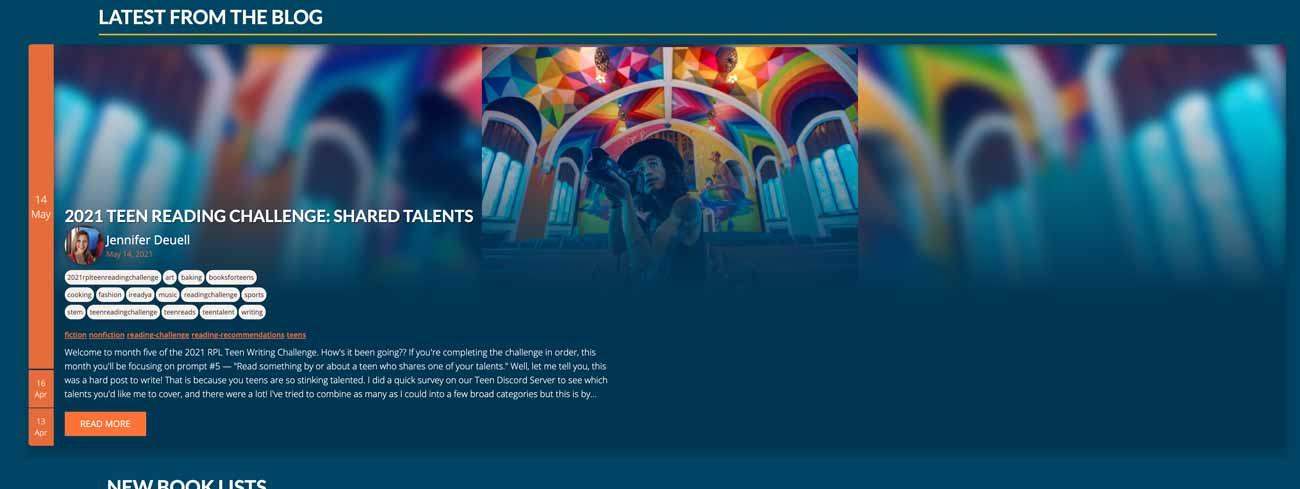 LATEST FROM THE BLOG
14
May
2021 TEEN READING CHALLENGE: SHARED TALENTS
Jennifer Deuell
May 14, 2021
2021rplteenreadingchallenge art baking booksforteens
cooking fashion ireadya music readingchallenge sports
stem teenreadingchallenge teenreads teentalent writing
fiction nonfiction reading-challenge reading-recommendations teens
Welcome to month five of the 2021 RPL Teen Writing Challenge. How's it been going?? If you're completing the challenge in order, this
month you'll be focusing on prompt #5 — "Read something by or about a teen who shares one of your talents." Well, let me tell you, this
was a hard post to write! That is because you teens are so stinking talented. I did a quick survey on our Teen Discord Server to see which
talents you'd like me to cover, and there were a lot! I've tried to combine as many as I could into a few broad categories but this is by...
16
Apr
13
Apr
READ MORE
NEW BOOK LISTS